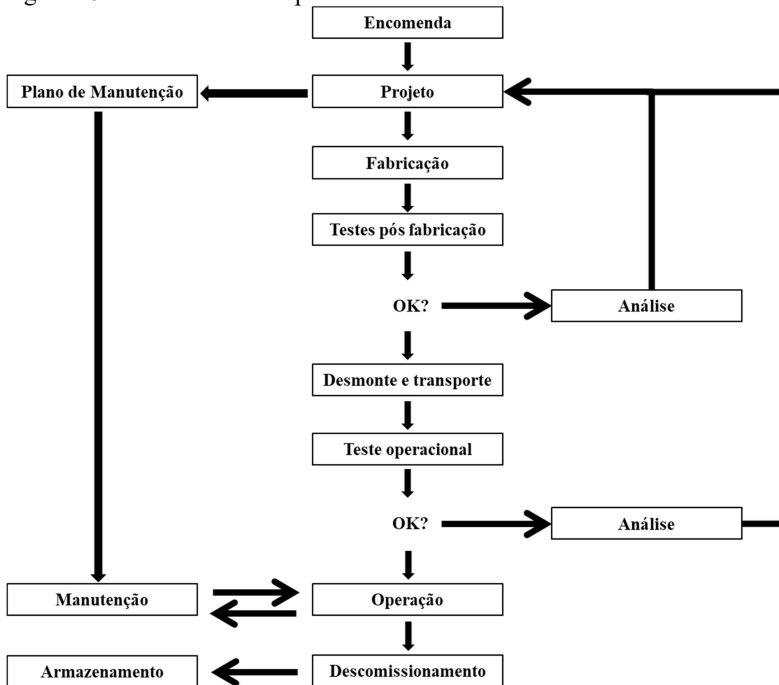 Encomenda
Plano de Manutenção
Projeto
Fabricação
Testes pós fabricação
OK?
Análise
Desmonte e transporte
Teste operacional
OK?
Análise
Manutenção
Operação
Armazenamento
Descomissionamento